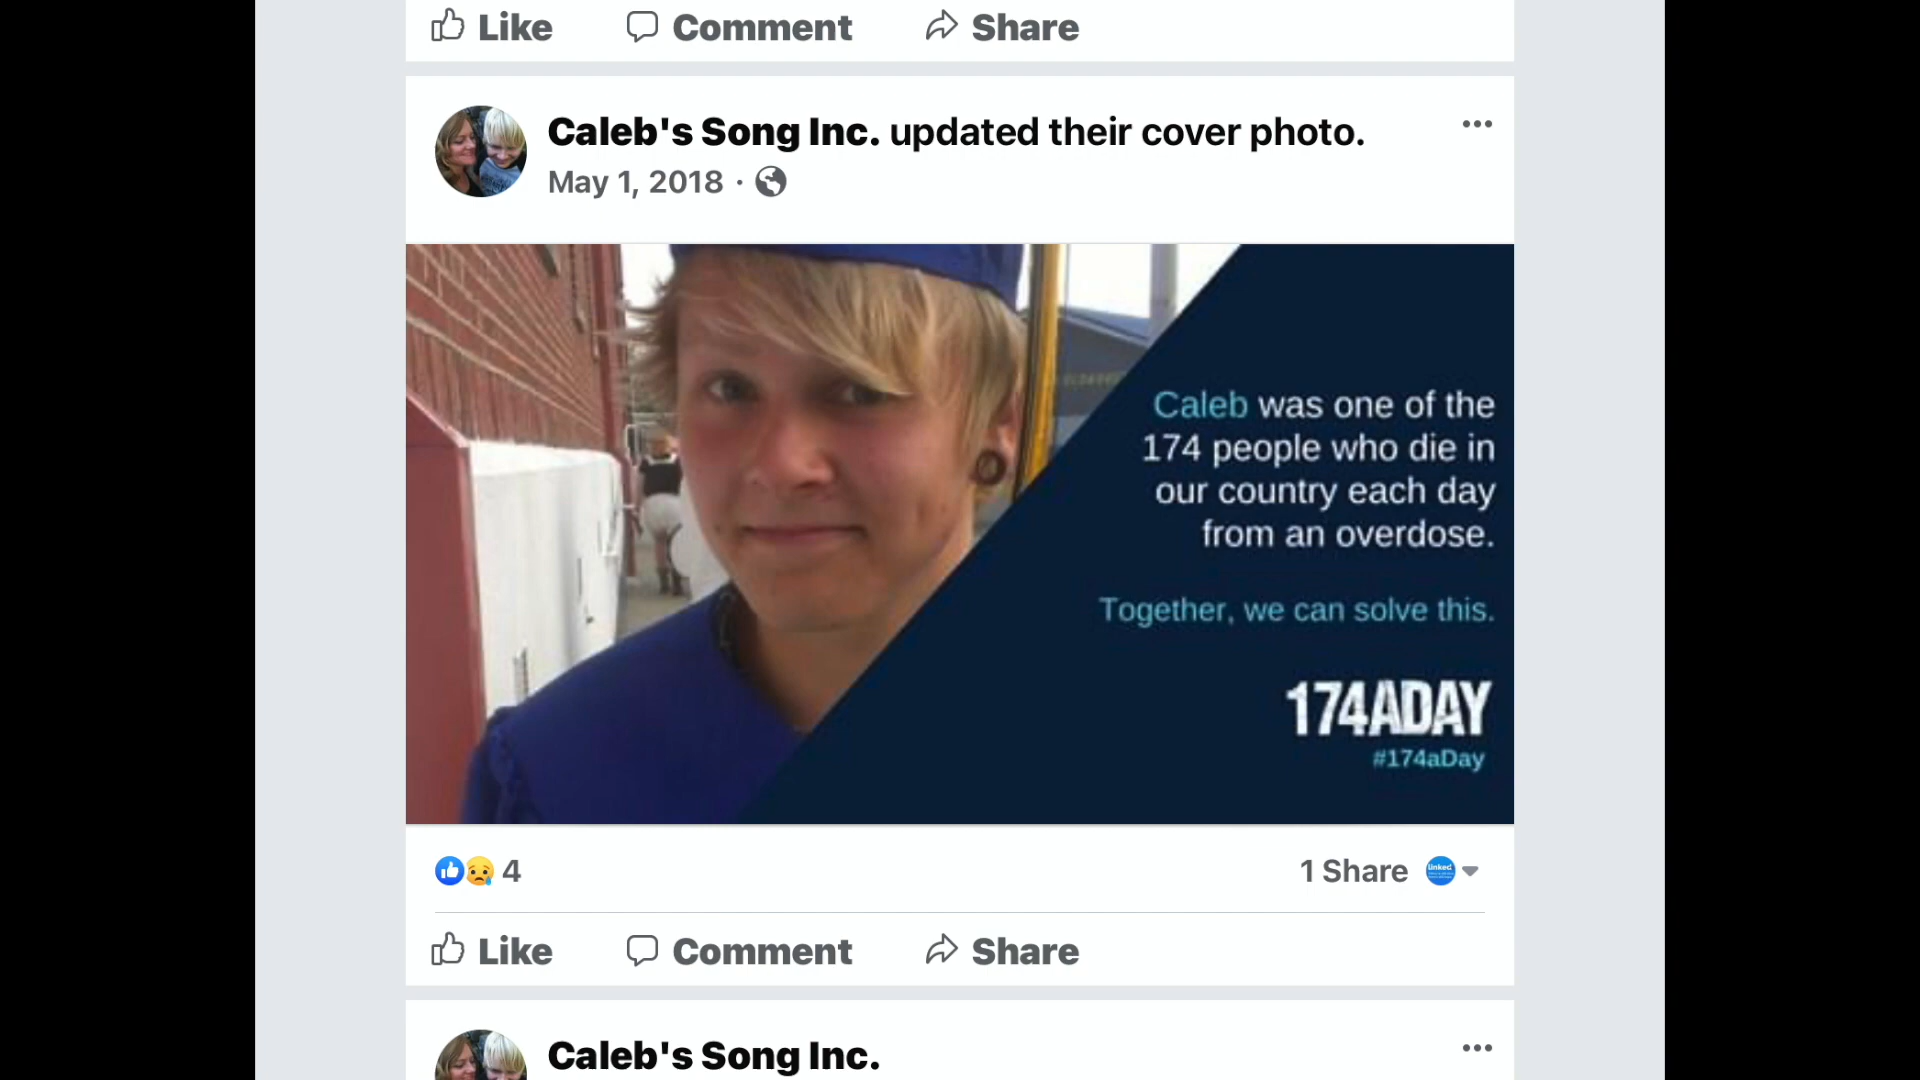 Like Comment Share
Caleb's Song Inc. updated their cover photo.
May 1, 2018 ·
Caleb was one of the
174 people who die in
our country each day
from an overdose.
Together, we can solve this.
174ADAY
#174aDay
4 1 Share
Like Comment Share
Caleb's Song Inc.